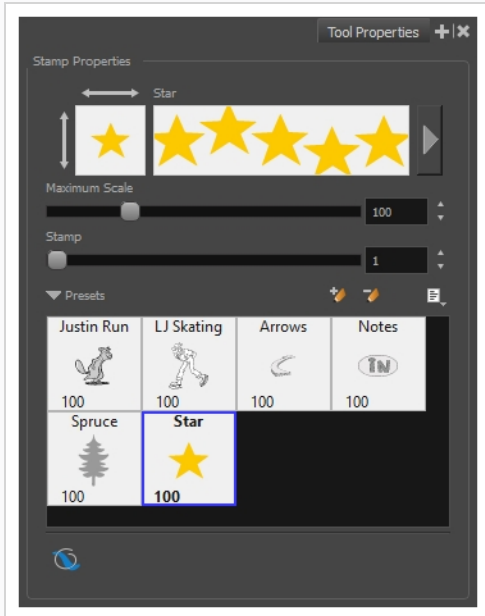 Tool Properties
Stamp Properties
Star
Maximum Scale
100
Stamp
1
Presets
Justin Run LJ Skating Arrows Notes
IN
100 100 100 100
Spruce Star
100 100